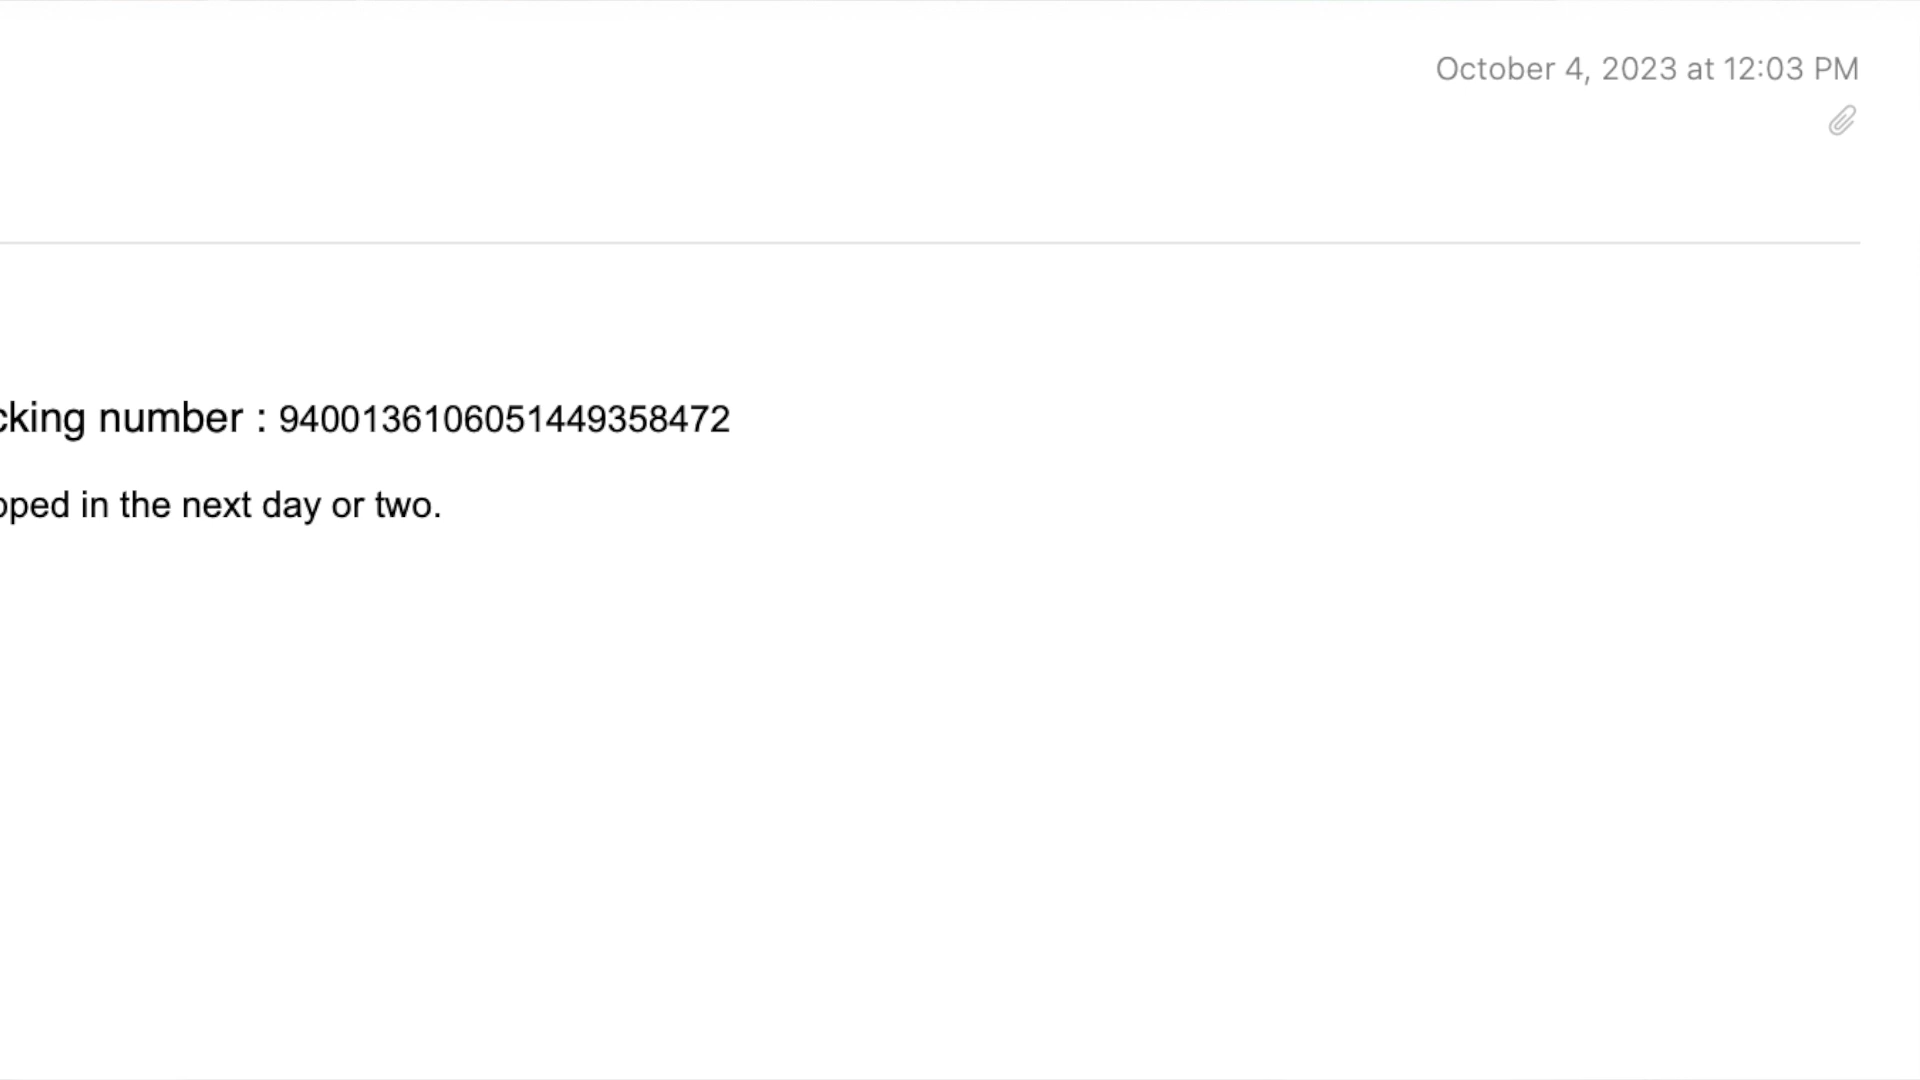 October 4, 2023 at 12:03 PM
cking number : 9400136106051449358472
pped in the next day or two.